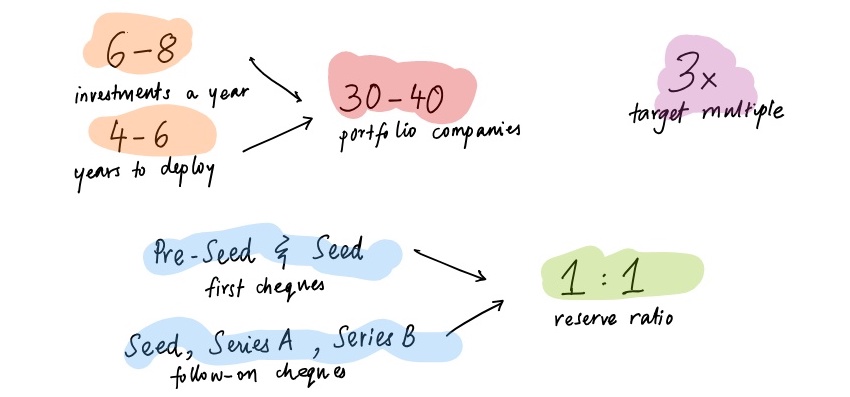 6-8
investments a year
4-6
years to deploy
30-40
portfolio companies
3x
target multiple
Pre-Seed & Seed
first cheques
Seed, Series A, Series B
follow-on cheques
1:1
reserve ratio